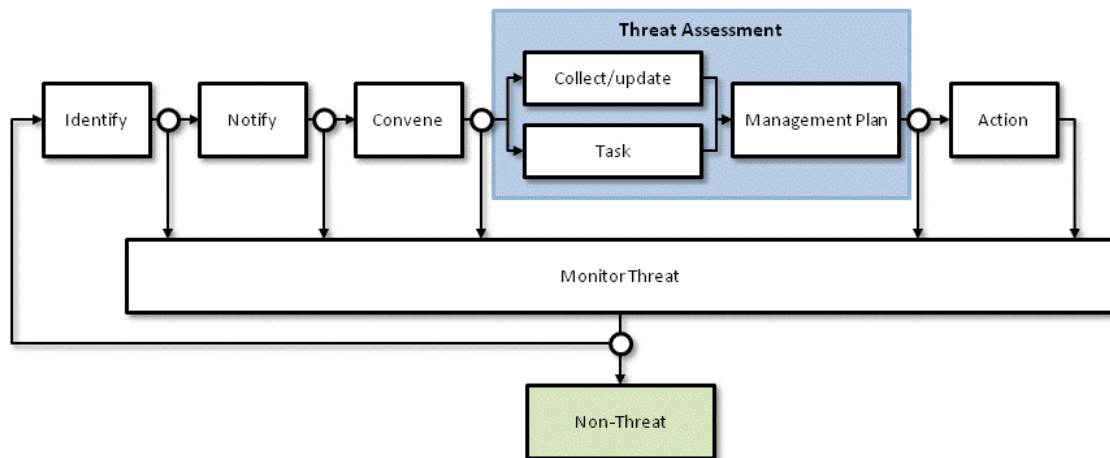 Threat Assessment
Identify
Notify
Convene
Collect/update
Task
Management Plan
Action
Monitor Threat
Non-Threat